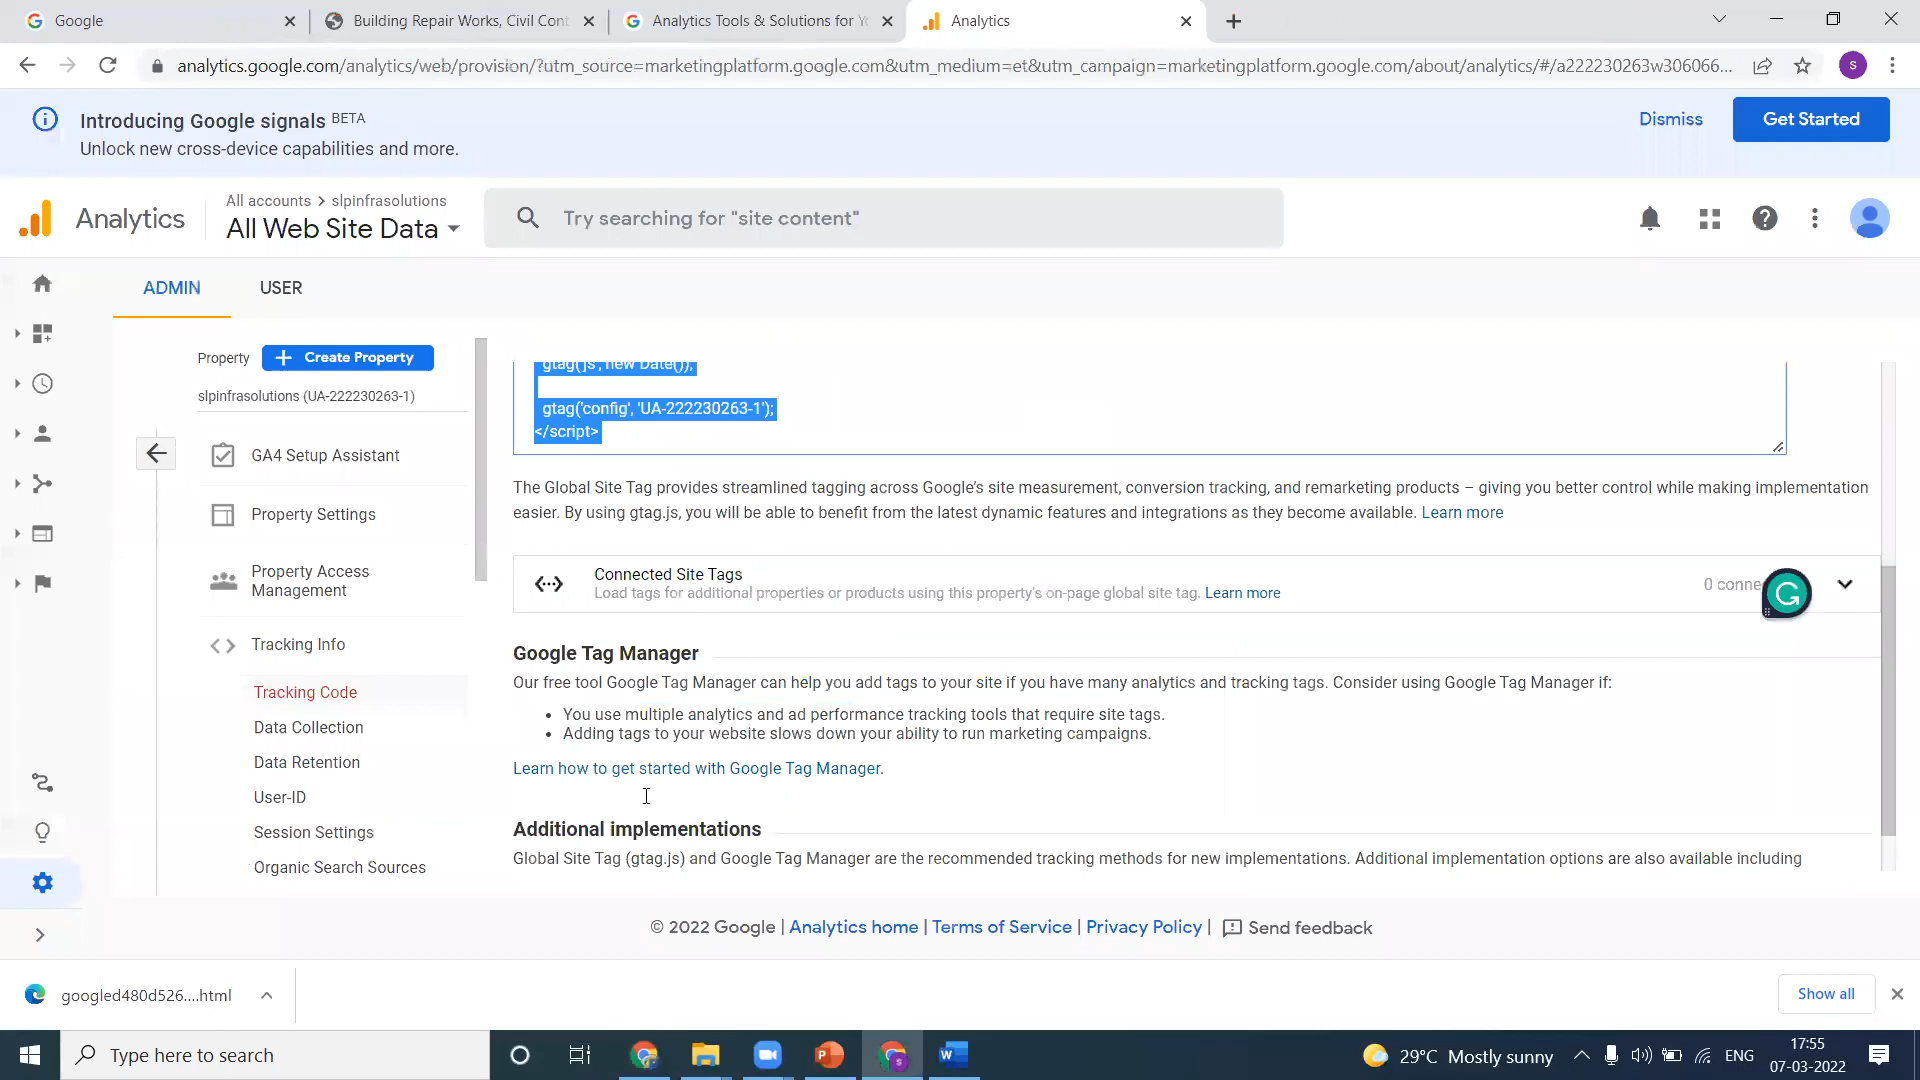 Google
Building Repair Works, Civil Cont
Analytics Tools & Solutions for Yo
Analytics
analytics.google.com/analytics/web/provision/?utm_source=marketingplatform.google.com&utm_medium=et&utm_campaign=marketingplatform.google.com/about/analytics/#/a222230263w306066...
S
Introducing Google signals BETA
Unlock new cross-device capabilities and more.
Dismiss
Get Started
Analytics
All accounts > slpinfrasolutions
All Web Site Data
Try searching for "site content"
ADMIN
USER
Property
+ Create Property
slpinfrasolutions (UA-222230263-1)
GA4 Setup Assistant
Property Settings
Property Access
Management
Tracking Info
Tracking Code
Data Collection
Data Retention
User-ID
Session Settings
Organic Search Sources
gtag('js', new Date());
gtag('config', 'UA-222230263-1');
</script>
The Global Site Tag provides streamlined tagging across Google's site measurement, conversion tracking, and remarketing products – giving you better control while making implementation
easier. By using gtag.js, you will be able to benefit from the latest dynamic features and integrations as they become available. Learn more
Connected Site Tags
Load tags for additional properties or products using this property's on-page global site tag. Learn more
0 conne
Google Tag Manager
Our free tool Google Tag Manager can help you add tags to your site if you have many analytics and tracking tags. Consider using Google Tag Manager if:
• You use multiple analytics and ad performance tracking tools that require site tags.
• Adding tags to your website slows down your ability to run marketing campaigns.
Learn how to get started with Google Tag Manager.
Additional implementations
Global Site Tag (gtag.js) and Google Tag Manager are the recommended tracking methods for new implementations. Additional implementation options are also available including
© 2022 Google | Analytics home | Terms of Service | Privacy Policy | Send feedback
googled480d526....html
Show all
Type here to search
29°C Mostly sunny
ENG
17:55
07-03-2022